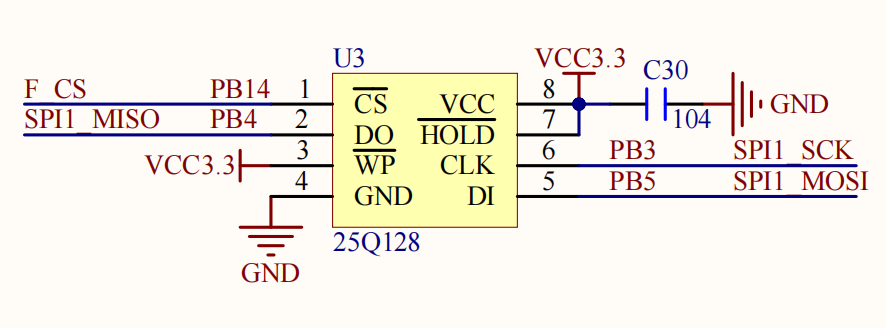 U3
VCC3.3
C30
F_CS PB14 1 CS VCC 8 104 GND
SPI1_MISO PB4 2 DO HOLD 7
VCC3.3 3 WP CLK 6 PB3 SPI1_SCK
4 GND DI 5 PB5 SPI1_MOSI
25Q128
GND